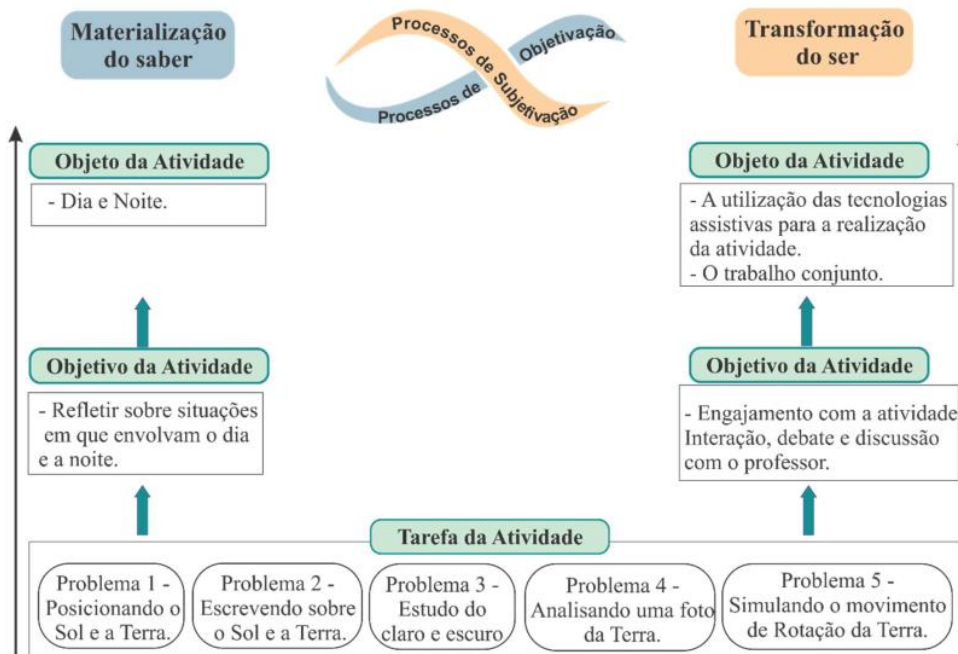 Materialização
do saber
Processos de Subjetivação
Processos de Objetivação
Transformação
do ser
Objeto da Atividade
- Dia e Noite.
Objeto da Atividade
- A utilização das tecnologias
assistivas para a realização
da atividade.
- O trabalho conjunto.
Objetivo da Atividade
- Refletir sobre situações
em que envolvam o dia
e a noite.
Objetivo da Atividade
- Engajamento com a atividade
Interação, debate e discussão
com o professor.
Tarefa da Atividade
Problema 1 -
Posicionando o
Sol e a Terra.
Problema 2 -
Escrevendo sobre
o Sol e a Terra.
Problema 3 -
Estudo do
claro e escuro
Problema 4 -
Analisando uma foto
da Terra.
Problema 5 -
Simulando o movimento
de Rotação da Terra.